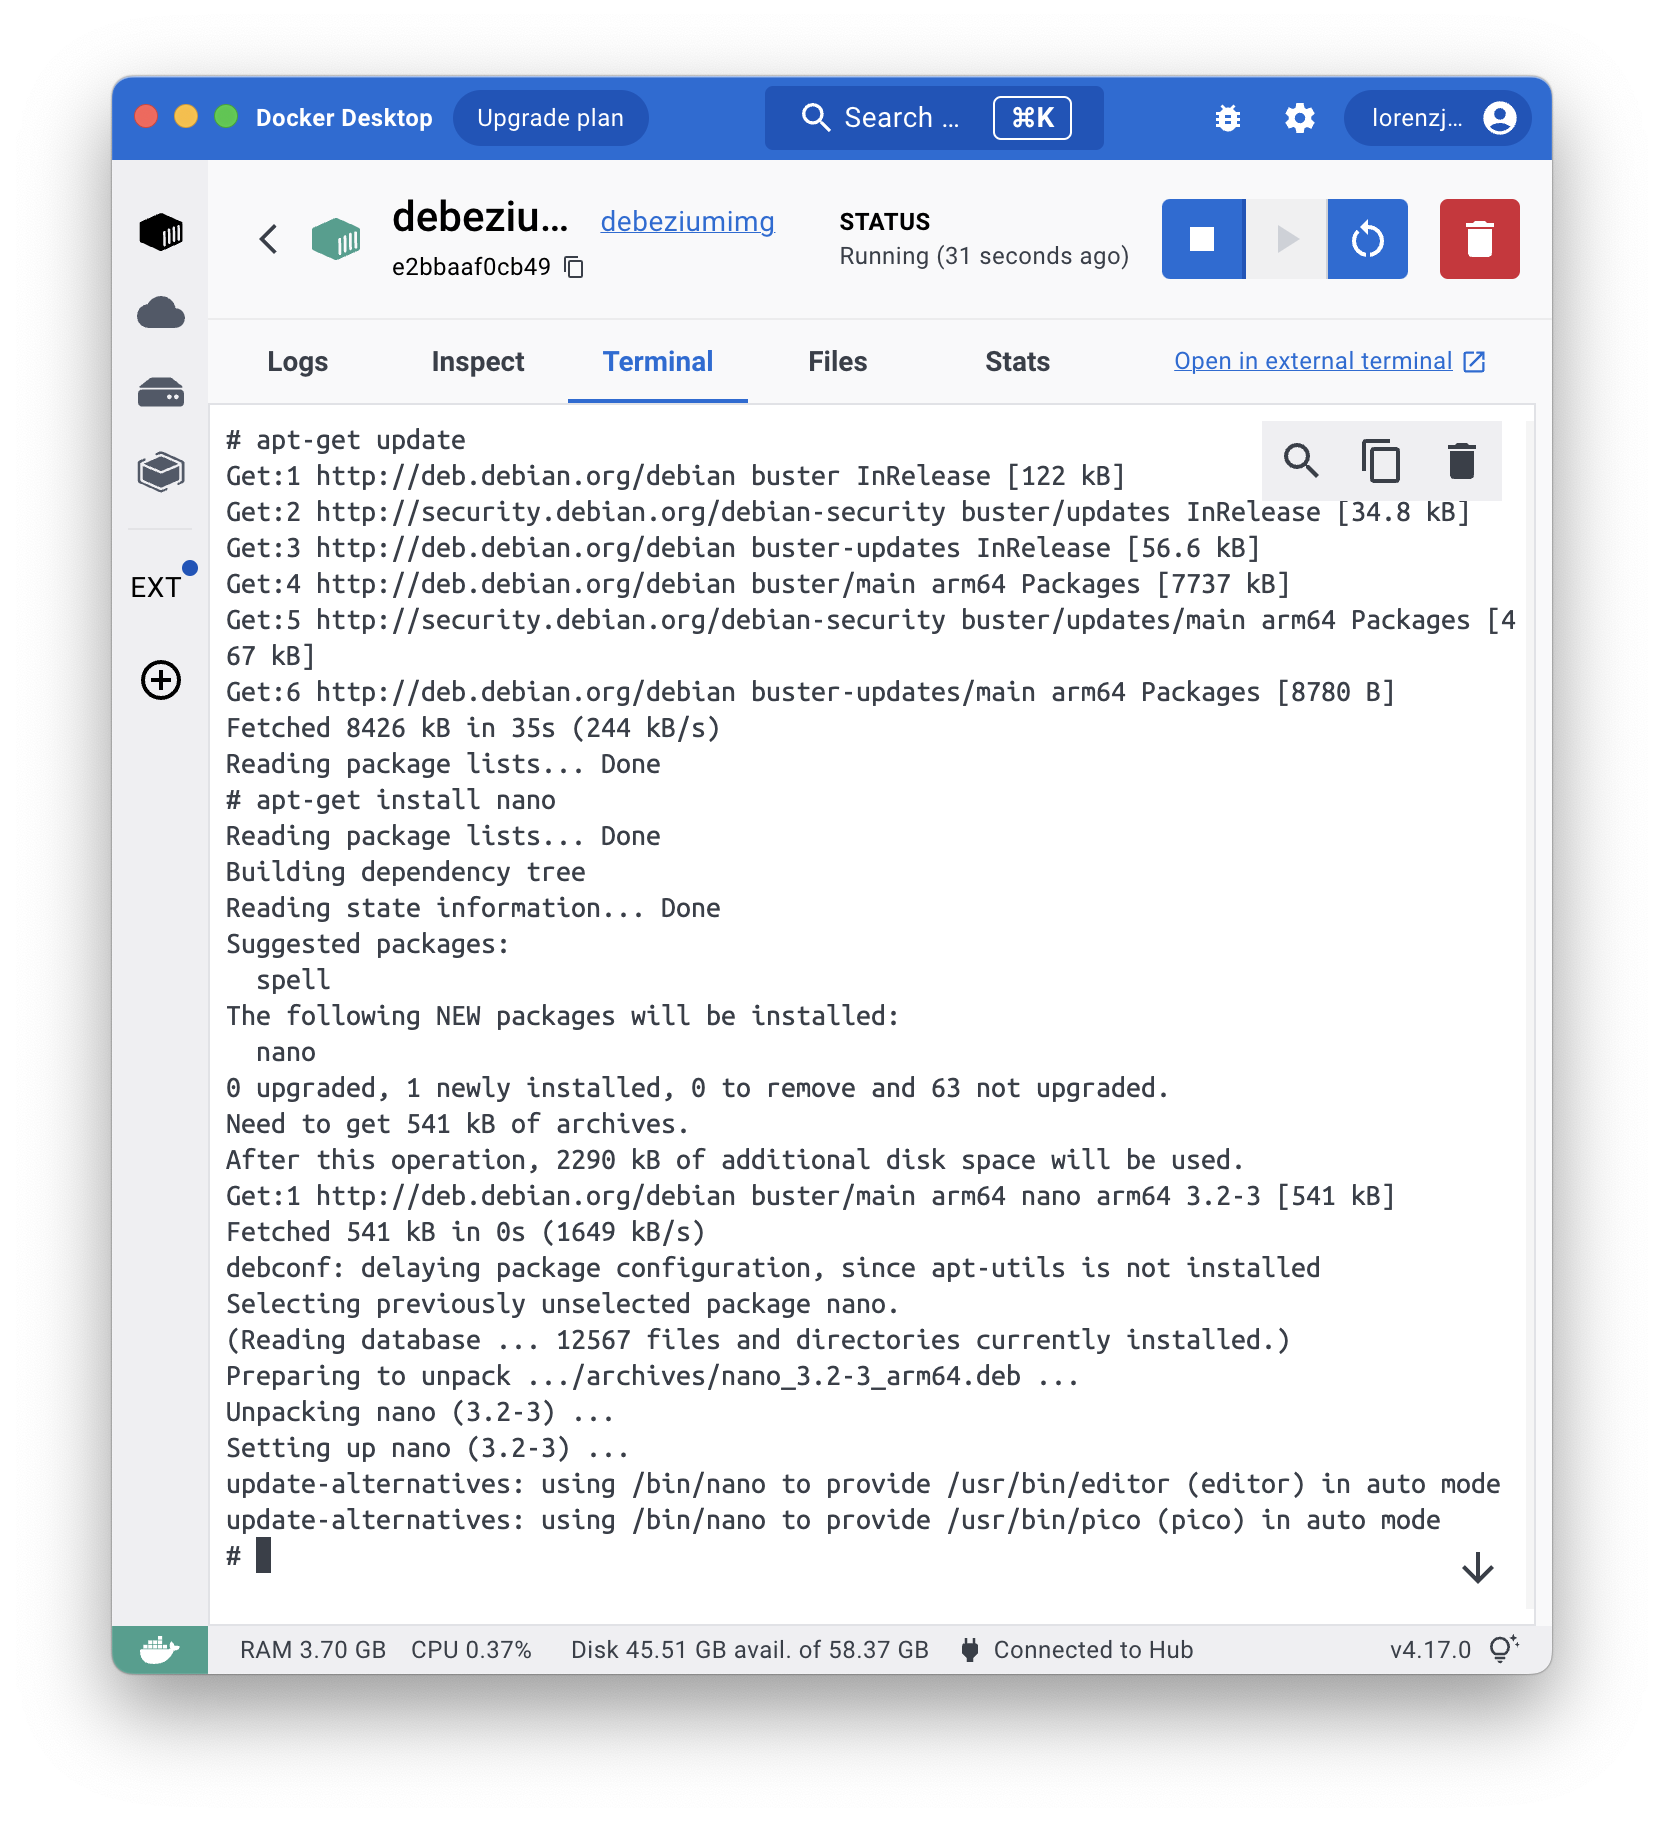 Docker Desktop
Upgrade plan
Search ...
⌘K
lorenzj...
debeziu...
debeziumimg
e2bbaaf0cb49
STATUS
Running (31 seconds ago)
Logs
Inspect
Terminal
Files
Stats
Open in external terminal
EXT
# apt-get update
Get:1 http://deb.debian.org/debian buster InRelease [122 kB]
Get:2 http://security.debian.org/debian-security buster/updates InRelease [34.8 kB]
Get:3 http://deb.debian.org/debian buster-updates InRelease [56.6 kB]
Get:4 http://deb.debian.org/debian buster/main arm64 Packages [7737 kB]
Get:5 http://security.debian.org/debian-security buster/updates/main arm64 Packages [4
67 kB]
Get:6 http://deb.debian.org/debian buster-updates/main arm64 Packages [8780 B]
Fetched 8426 kB in 35s (244 kB/s)
Reading package lists... Done
# apt-get install nano
Reading package lists... Done
Building dependency tree
Reading state information... Done
Suggested packages:
  spell
The following NEW packages will be installed:
  nano
0 upgraded, 1 newly installed, 0 to remove and 63 not upgraded.
Need to get 541 kB of archives.
After this operation, 2290 kB of additional disk space will be used.
Get:1 http://deb.debian.org/debian buster/main arm64 nano arm64 3.2-3 [541 kB]
Fetched 541 kB in 0s (1649 kB/s)
debconf: delaying package configuration, since apt-utils is not installed
Selecting previously unselected package nano.
(Reading database ... 12567 files and directories currently installed.)
Preparing to unpack .../archives/nano_3.2-3_arm64.deb ...
Unpacking nano (3.2-3) ...
Setting up nano (3.2-3) ...
update-alternatives: using /bin/nano to provide /usr/bin/editor (editor) in auto mode
update-alternatives: using /bin/nano to provide /usr/bin/pico (pico) in auto mode
#
RAM 3.70 GB CPU 0.37% Disk 45.51 GB avail. of 58.37 GB Connected to Hub v4.17.0